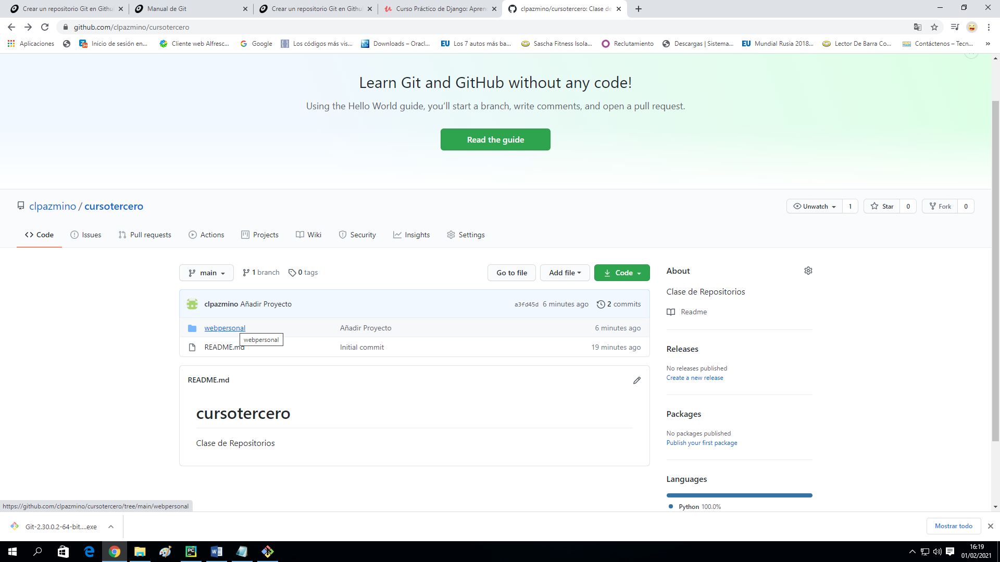 Crear un repositorio Git en Githu
Manual de Git
Crear un repositorio Git en Githu
Curso Práctico de Django: Apren
clpazmino/cursotercero: Clase de
github.com/clpazmino/cursotercero
Aplicaciones
Inicio de sesión en...
Cliente web Alfresc...
Google
Los códigos más vis...
Downloads – Oracl...
EU Los 7 autos más ba...
Sascha Fitness Isola...
Reclutamiento
Descargas | Sistema...
EU Mundial Rusia 2018...
Lector De Barra Co...
Contáctenos – Tecn...
»
Learn Git and GitHub without any code!
Using the Hello World guide, you’ll start a branch, write comments, and open a pull request.
Read the guide
clpazmino / cursotercero
Unwatch 1
Star 0
Fork 0
Code
Issues
Pull requests
Actions
Projects
Wiki
Security
Insights
Settings
main
1 branch
0 tags
Go to file
Add file
Code
clpazmino Añadir Proyecto
a3fd45d 6 minutes ago
2 commits
webpersonal
Añadir Proyecto
6 minutes ago
webpersonal
README.md
Initial commit
19 minutes ago
README.md
cursotercero
Clase de Repositorios
About
Clase de Repositorios
Readme
Releases
No releases published
Create a new release
Packages
No packages published
Publish your first package
Languages
Python 100.0%
https://github.com/clpazmino/cursotercero/tree/main/webpersonal
Git-2.30.0.2-64-bit....exe
Mostrar todo
16:19
01/02/2021